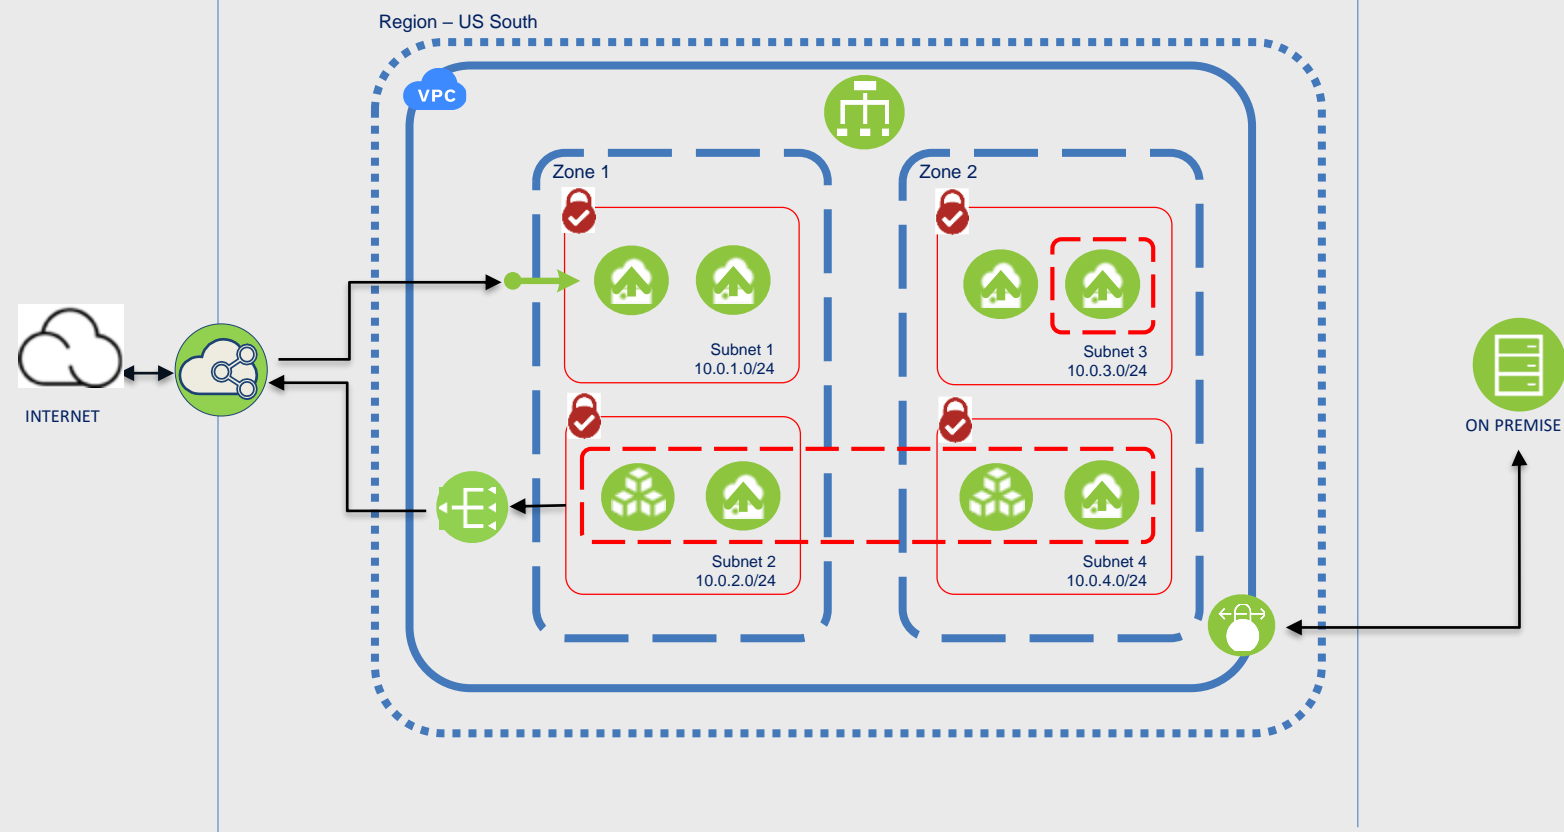 Region – US South
VPC
Zone 1
Zone 2
Subnet 1
10.0.1.0/24
Subnet 3
10.0.3.0/24
INTERNET
ON PREMISE
Subnet 2
10.0.2.0/24
Subnet 4
10.0.4.0/24